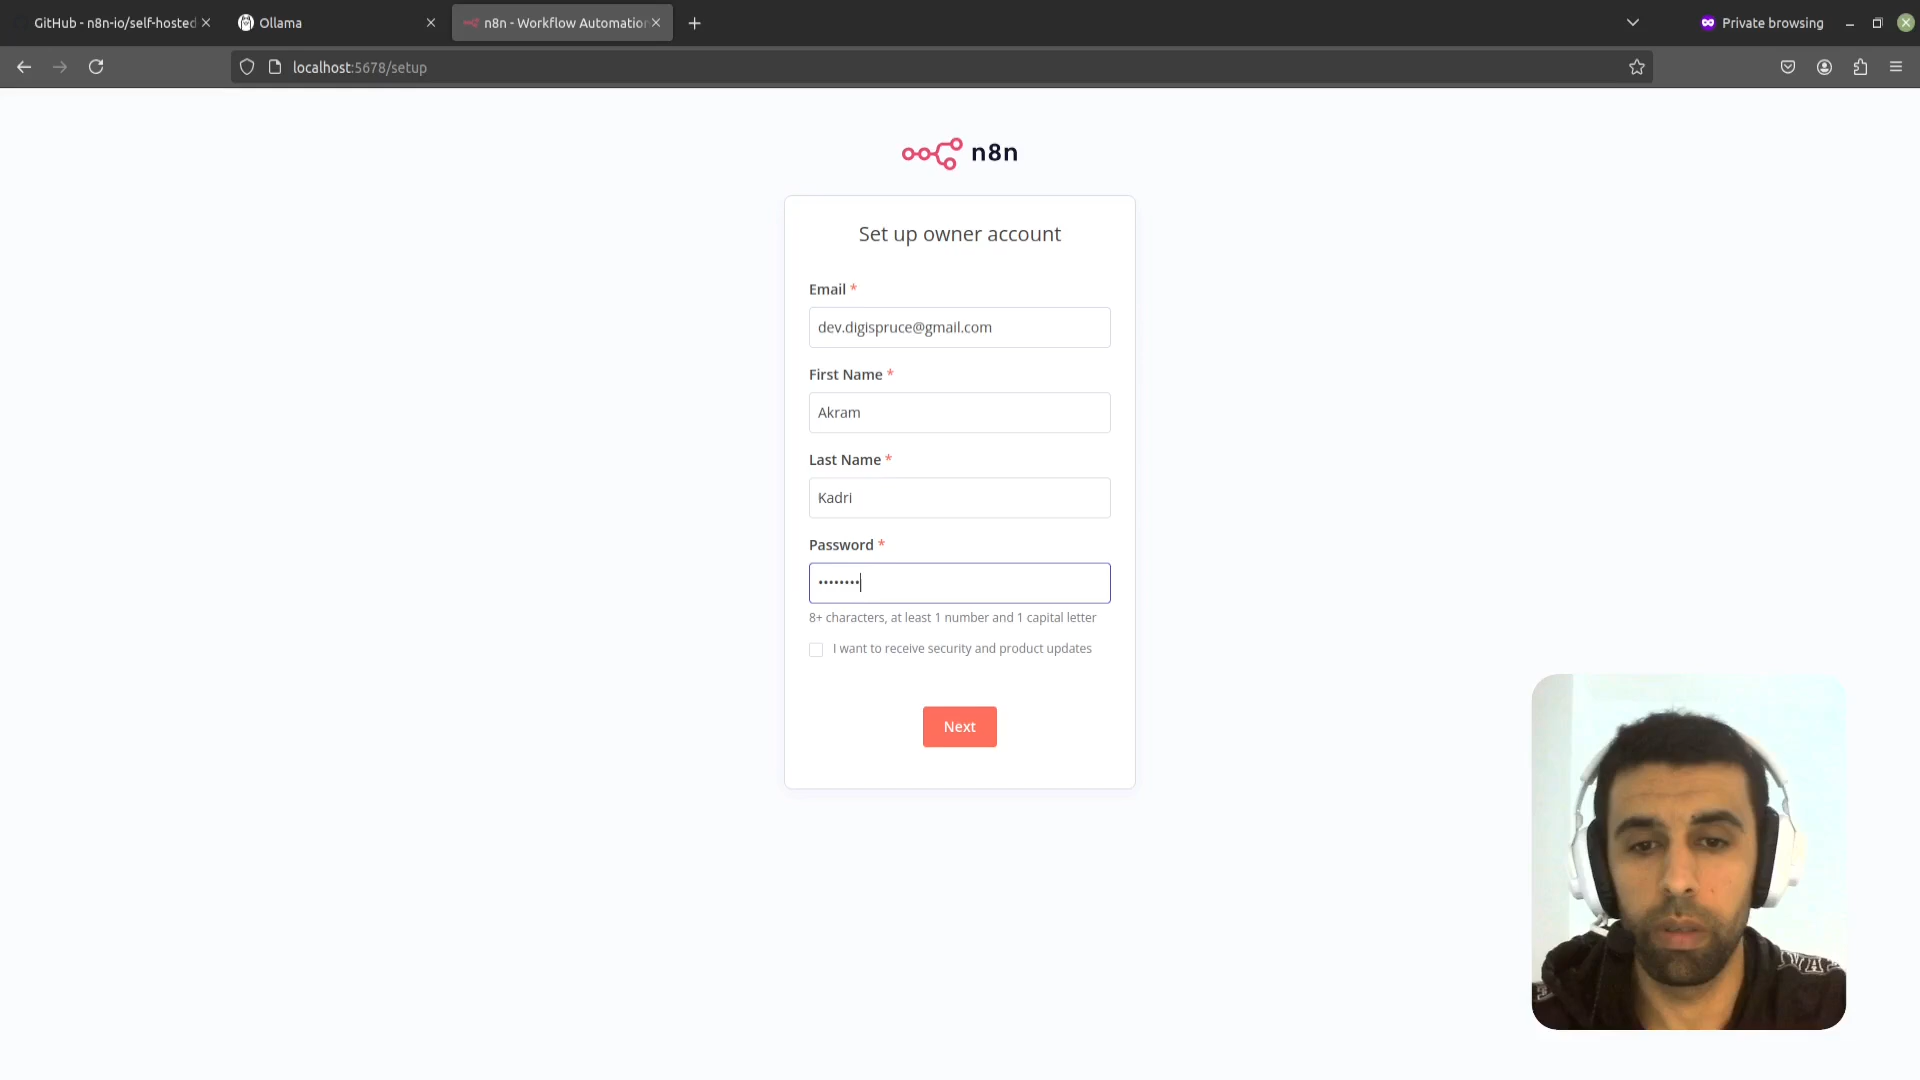 GitHub - n8n-io/self-hosted
Ollama
n8n - Workflow Automation
Private browsing
localhost:5678/setup
n8n
Set up owner account
Email *
dev.digispruce@gmail.com
First Name *
Akram
Last Name *
Kadri
Password *
••••••••
8+ characters, at least 1 number and 1 capital letter
I want to receive security and product updates
Next